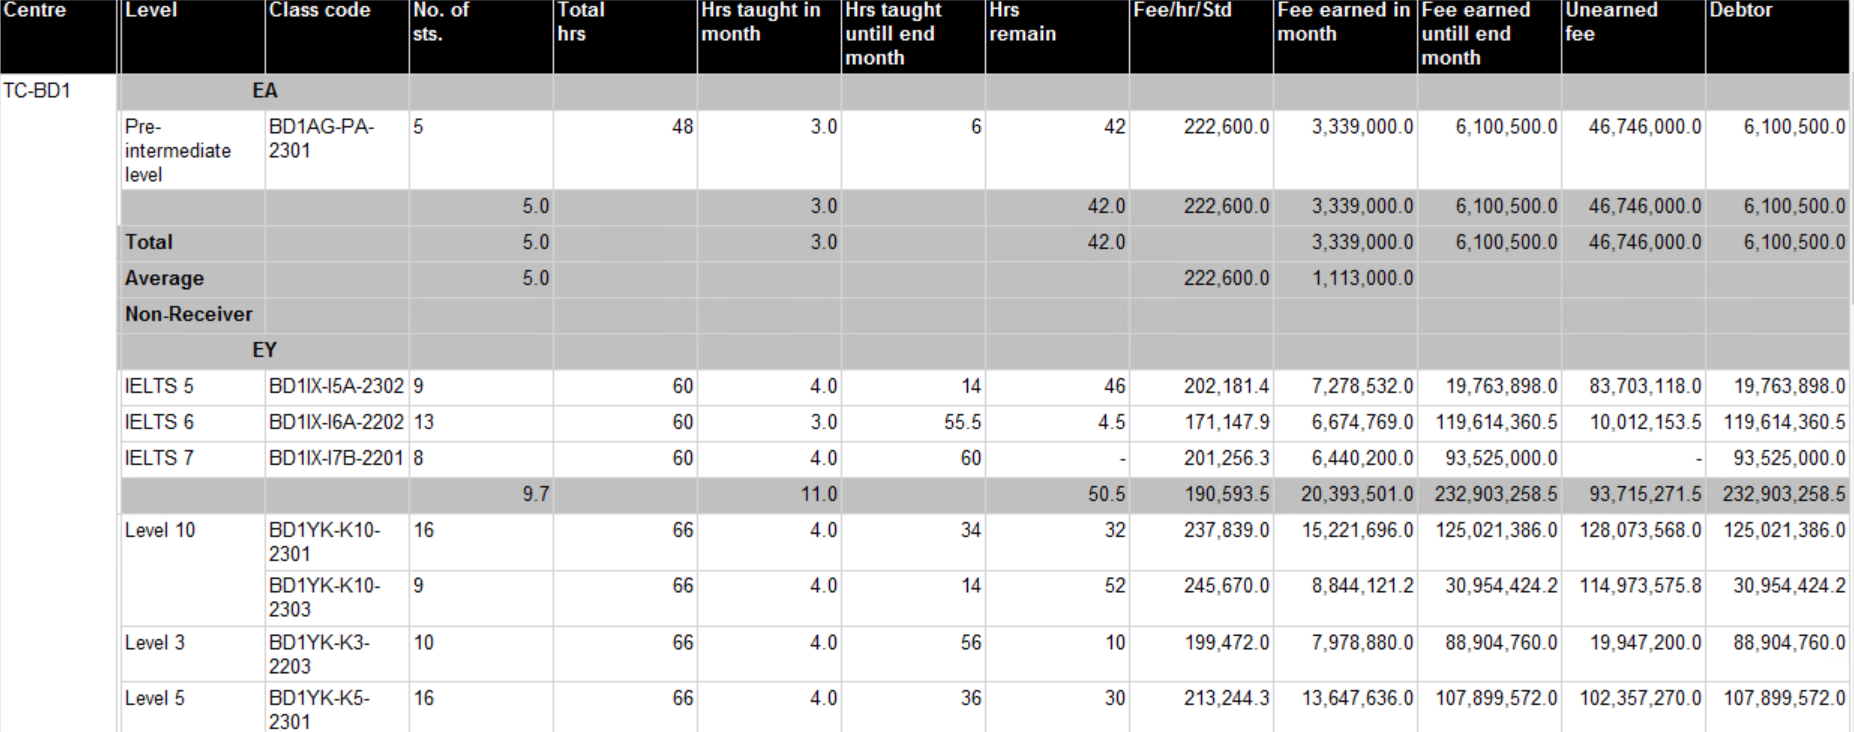 Centre Level Class code No. of sts. Total hrs Hrs taught in month Hrs taught untill end month Hrs remain Fee/hr/Std Fee earned in month Fee earned untill end month Unearned fee Debtor
TC-BD1 EA
Pre-intermediate level BD1AG-PA-2301 5 48 3.0 6 42 222,600.0 3,339,000.0 6,100,500.0 46,746,000.0 6,100,500.0
5.0 3.0 42.0 222,600.0 3,339,000.0 6,100,500.0 46,746,000.0 6,100,500.0
Total 5.0 3.0 42.0 3,339,000.0 6,100,500.0 46,746,000.0 6,100,500.0
Average 5.0 222,600.0 1,113,000.0
Non-Receiver
EY
IELTS 5 BD1IX-I5A-2302 9 60 4.0 14 46 202,181.4 7,278,532.0 19,763,898.0 83,703,118.0 19,763,898.0
IELTS 6 BD1IX-I6A-2202 13 60 3.0 55.5 4.5 171,147.9 6,674,769.0 119,614,360.5 10,012,153.5 119,614,360.5
IELTS 7 BD1IX-I7B-2201 8 60 4.0 60 - 201,256.3 6,440,200.0 93,525,000.0 - 93,525,000.0
9.7 11.0 50.5 190,593.5 20,393,501.0 232,903,258.5 93,715,271.5 232,903,258.5
Level 10 BD1YK-K10-2301 16 66 4.0 34 32 237,839.0 15,221,696.0 125,021,386.0 128,073,568.0 125,021,386.0
BD1YK-K10-2303 9 66 4.0 14 52 245,670.0 8,844,121.2 30,954,424.2 114,973,575.8 30,954,424.2
Level 3 BD1YK-K3-2203 10 66 4.0 56 10 199,472.0 7,978,880.0 88,904,760.0 19,947,200.0 88,904,760.0
Level 5 BD1YK-K5-2301 16 66 4.0 36 30 213,244.3 13,647,636.0 107,899,572.0 102,357,270.0 107,899,572.0